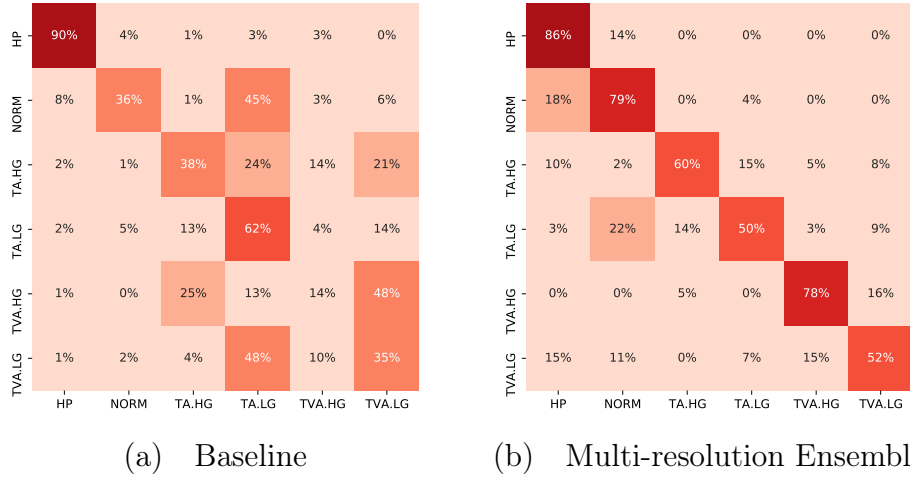 HP 90% 4% 1% 3% 3% 0%
NORM 8% 36% 1% 45% 3% 6%
TA.HG 2% 1% 38% 24% 14% 21%
TA.LG 2% 5% 13% 62% 4% 14%
TVA.HG 1% 0% 25% 13% 14% 48%
TVA.LG 1% 2% 4% 48% 10% 35%
HP NORM TA.HG TA.LG TVA.HG TVA.LG
(a) Baseline
HP 86% 14% 0% 0% 0% 0%
NORM 18% 79% 0% 4% 0% 0%
TA.HG 10% 2% 60% 15% 5% 8%
TA.LG 3% 22% 14% 50% 3% 9%
TVA.HG 0% 0% 5% 0% 78% 16%
TVA.LG 15% 11% 0% 7% 15% 52%
HP NORM TA.HG TA.LG TVA.HG TVA.LG
(b) Multi-resolution Ensembl